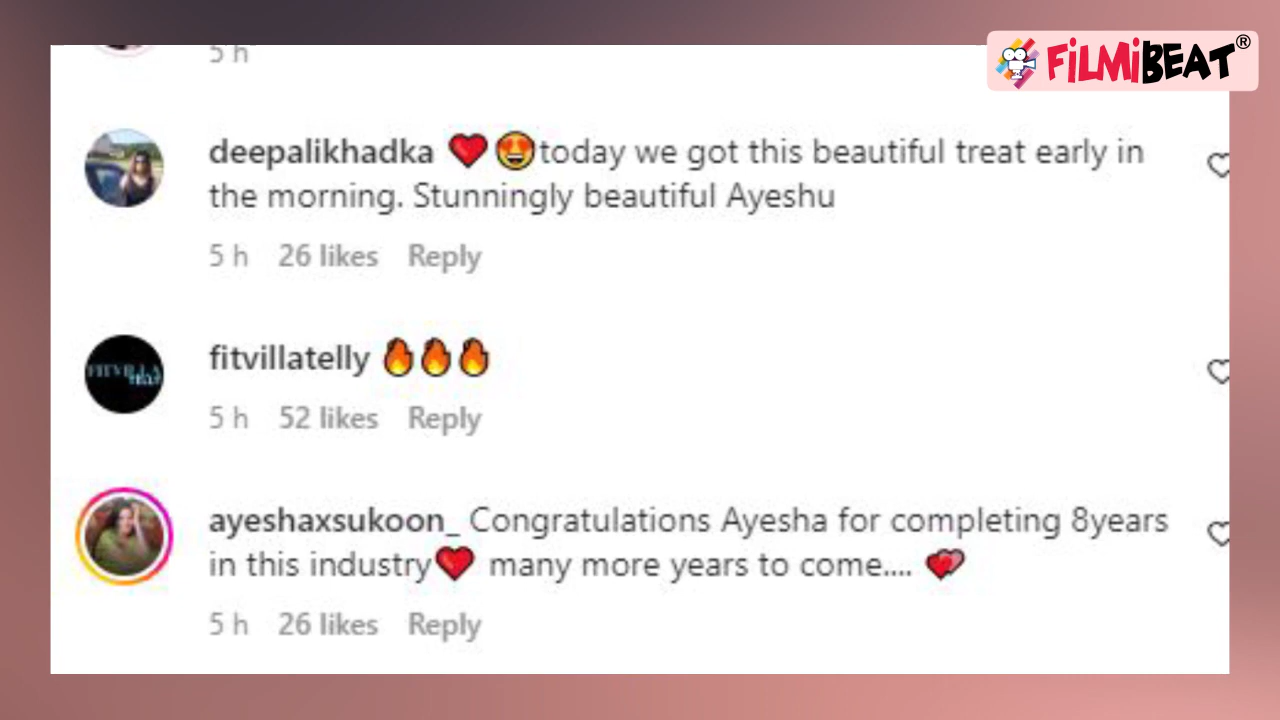 FiLMiBEAT®
5 h
deepalikhadka ❤️😍today we got this beautiful treat early in
the morning. Stunningly beautiful Ayeshu
5 h 26 likes Reply
fitvillatelly 🔥🔥🔥
5 h 52 likes Reply
ayeshaxsukoon_ Congratulations Ayesha for completing 8years
in this industry❤️ many more years to come.... 💕
5 h 26 likes Reply